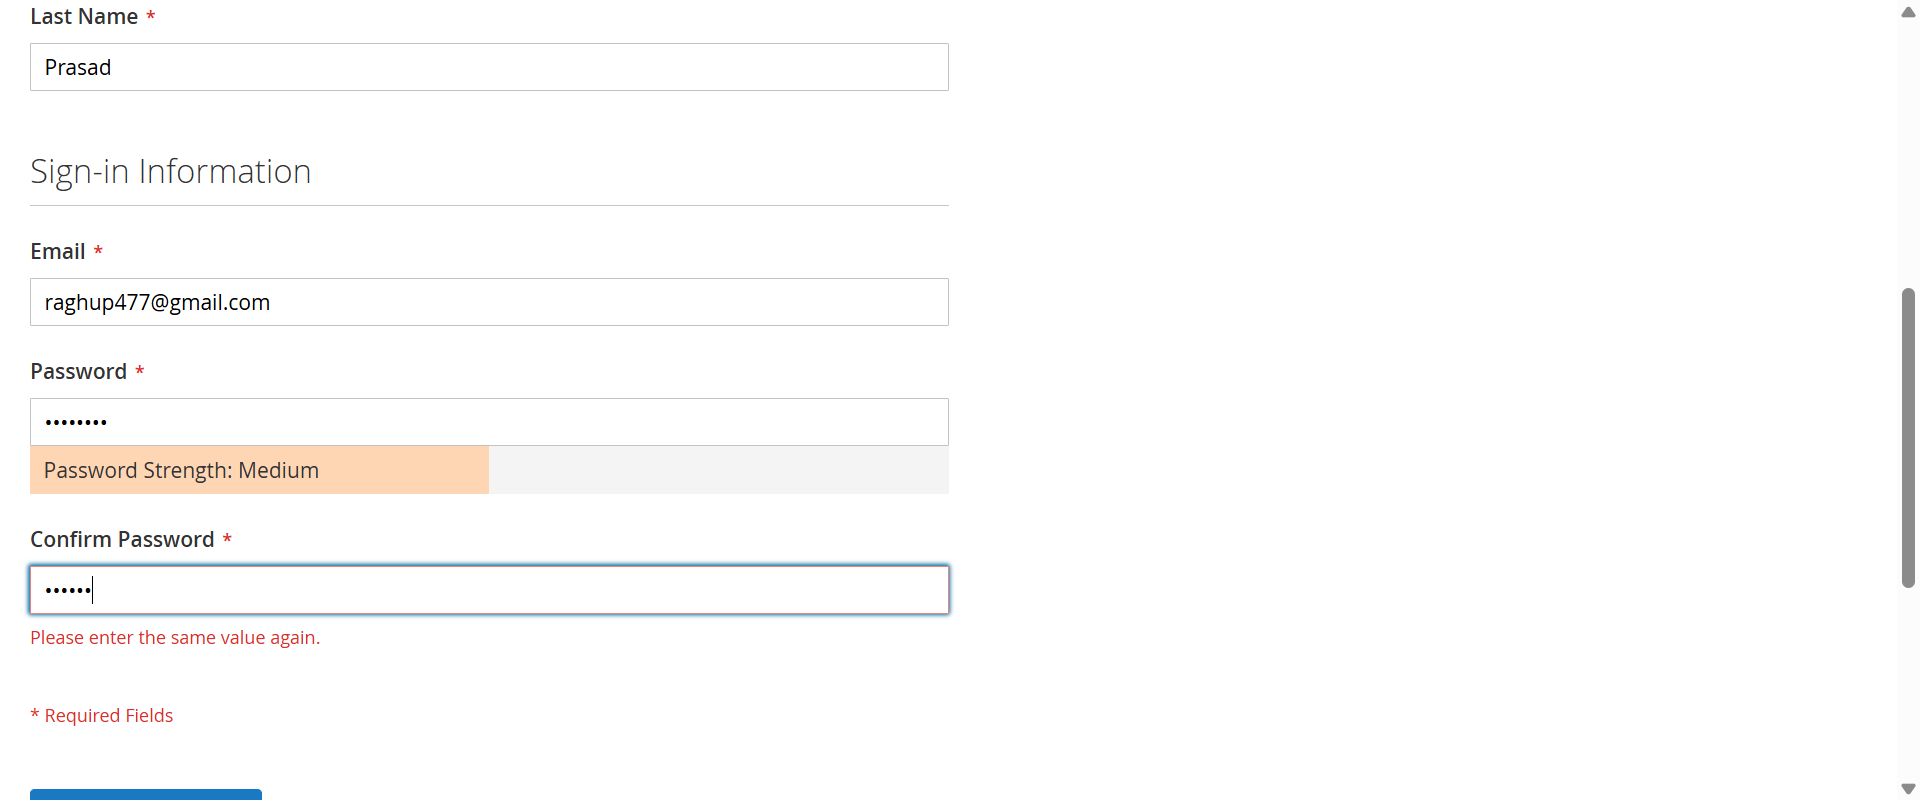 Last Name *
Prasad
Sign-in Information
Email *
raghup477@gmail.com
Password *
••••••••
Password Strength: Medium
Confirm Password *
••••••
Please enter the same value again.
* Required Fields